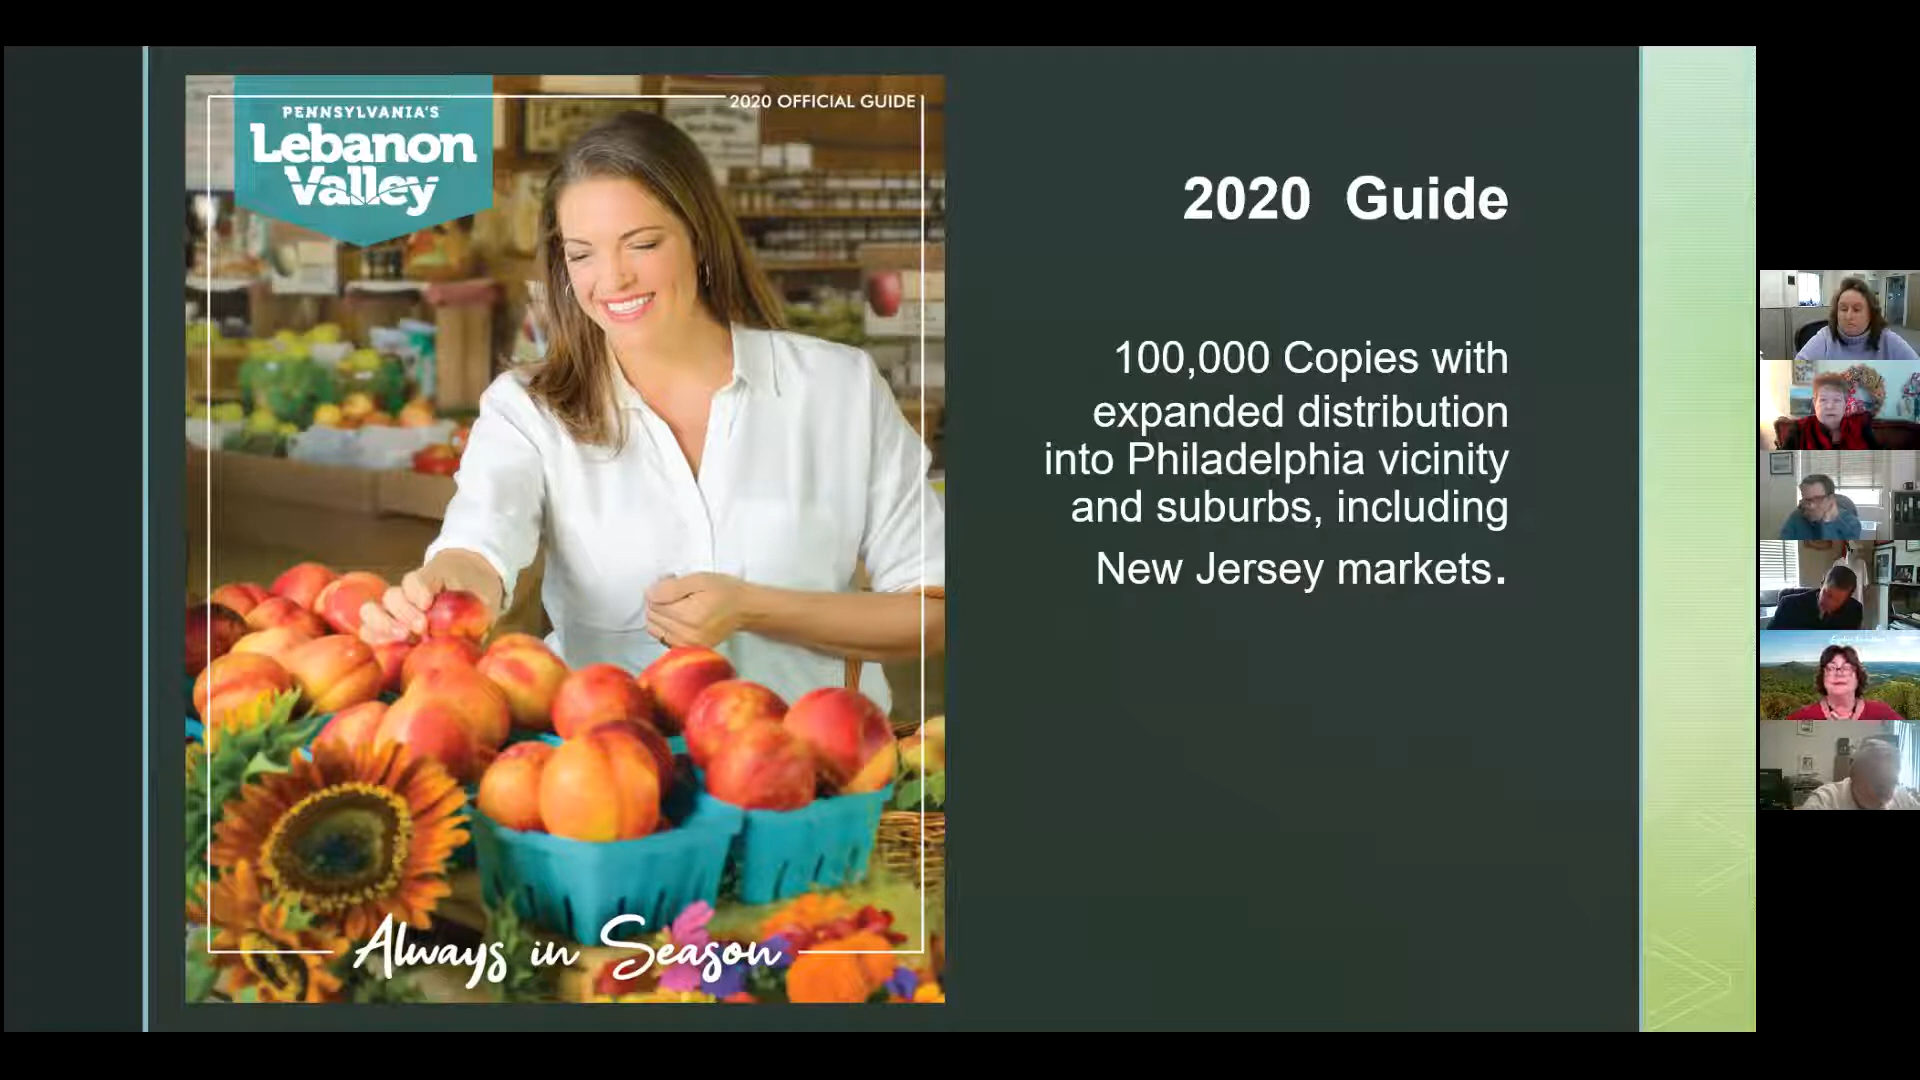 PENNSYLVANIA'S
Lebanon
Valley
2020 OFFICIAL GUIDE
Always in Season
2020 Guide
100,000 Copies with
expanded distribution
into Philadelphia vicinity
and suburbs, including
New Jersey markets.